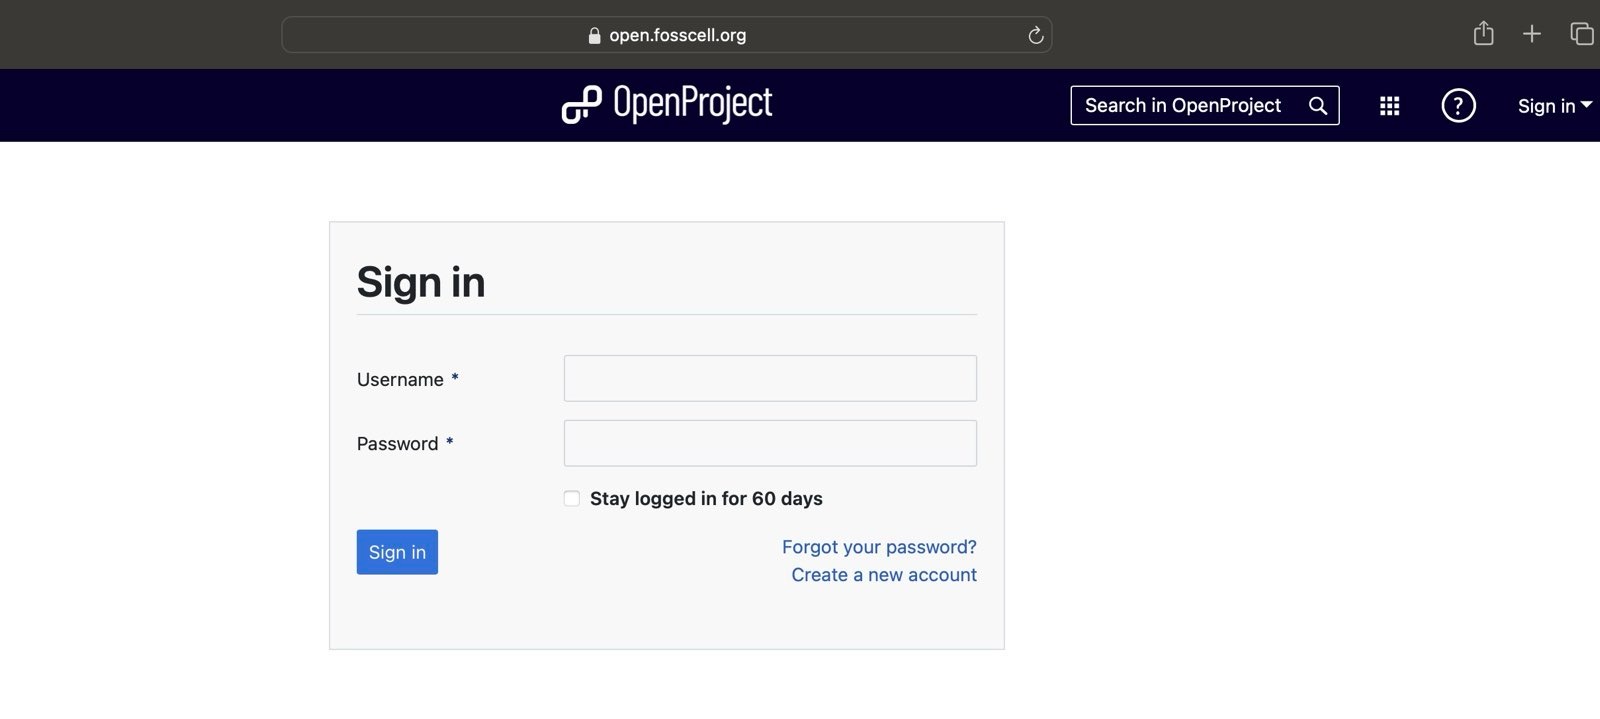 open.fosscell.org
OpenProject
Search in OpenProject
?
Sign in
Sign in
Username *
Password *
Stay logged in for 60 days
Sign in
Forgot your password?
Create a new account